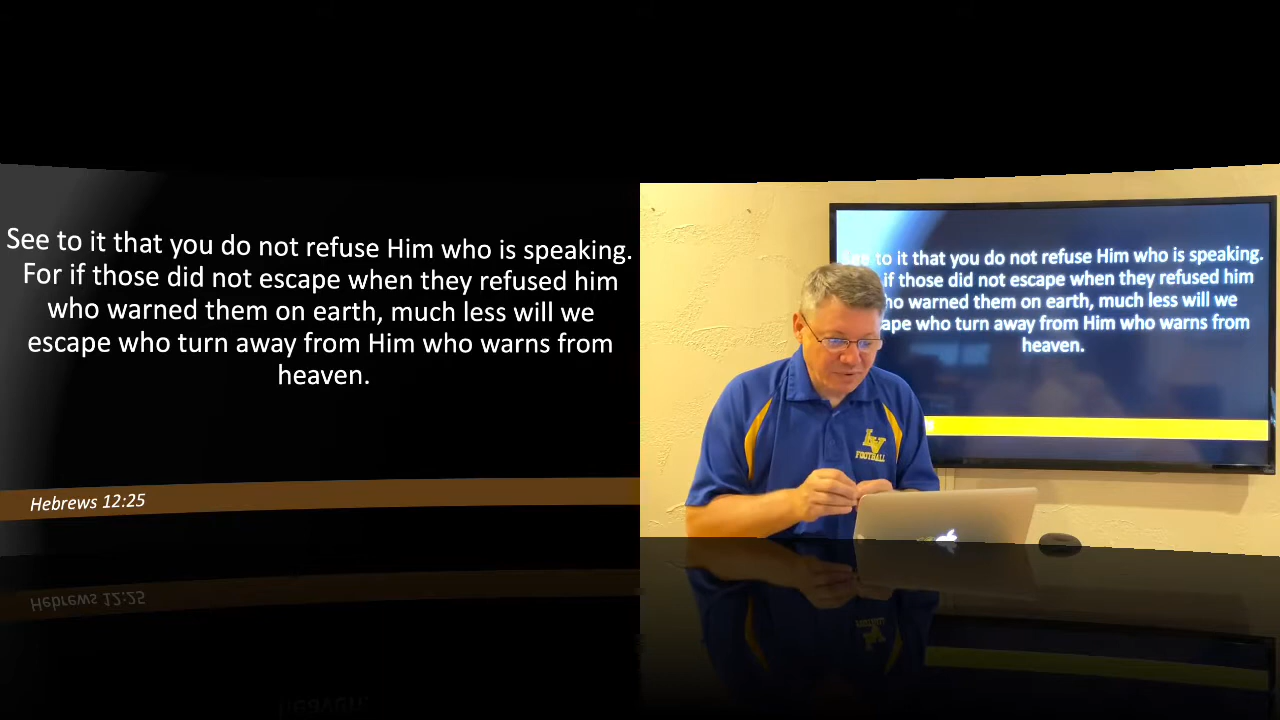 See to it that you do not refuse Him who is speaking.
For if those did not escape when they refused him
who warned them on earth, much less will we
escape who turn away from Him who warns from
heaven.
Hebrews 12:25
See to it that you do not refuse Him who is speaking.
if those did not escape when they refused him
who warned them on earth, much less will we
escape who turn away from Him who warns from
heaven.
LV
FOOTBALL